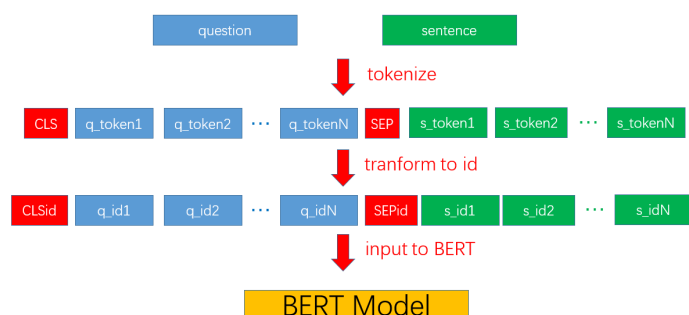 question sentence
tokenize
CLS q_token1 q_token2 ··· q_tokenN SEP s_token1 s_token2 ··· s_tokenN
tranform to id
CLSid q_id1 q_id2 ··· q_idN SEPid s_id1 s_id2 ··· s_idN
input to BERT
BERT Model